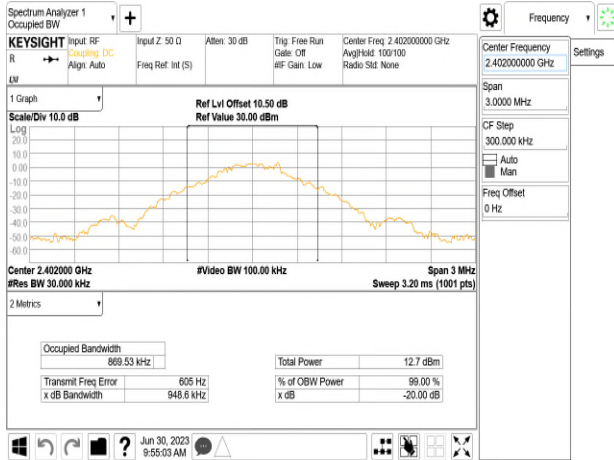 Spectrum Analyzer 1
Occupied BW
Frequency
KEYSIGHT Input: RF Input Z: 50 Ω Atten: 30 dB Trig: Free Run Center Freq: 2.402000000 GHz
R Coupling: DC Gate: Off Avg|Hold: 100/100
Align: Auto Freq Ref: Int (S) #IF Gain: Low Radio Std: None
LXI
Center Frequency
2.402000000 GHz
Settings
Span
3.0000 MHz
CF Step
300.000 kHz
Auto
Man
Freq Offset
0 Hz
1 Graph
Scale/Div 10.0 dB
Ref Lvl Offset 10.50 dB
Ref Value 30.00 dBm
Log
20.0
10.0
0.00
-10.0
-20.0
-30.0
-40.0
-50.0
-60.0
Center 2.402000 GHz #Video BW 100.00 kHz Span 3 MHz
#Res BW 30.000 kHz Sweep 3.20 ms (1001 pts)
2 Metrics
Occupied Bandwidth
869.53 kHz
Total Power 12.7 dBm
Transmit Freq Error 605 Hz
% of OBW Power 99.00 %
x dB Bandwidth 948.6 kHz
x dB -20.00 dB
?
Jun 30, 2023
9:55:03 AM